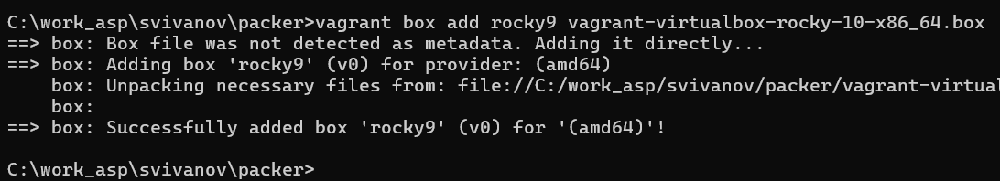 C:\work_asp\svivanov\packer>vagrant box add rocky9 vagrant-virtualbox-rocky-10-x86_64.box
==> box: Box file was not detected as metadata. Adding it directly...
==> box: Adding box 'rocky9' (v0) for provider: (amd64)
    box: Unpacking necessary files from: file://C:/work_asp/svivanov/packer/vagrant-virtual
    box:
==> box: Successfully added box 'rocky9' (v0) for '(amd64)'!
C:\work_asp\svivanov\packer>